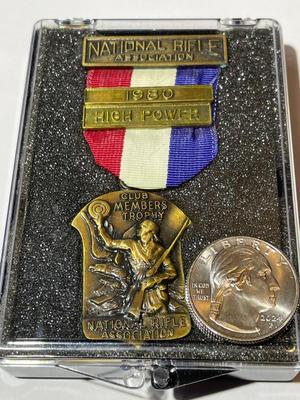 NATIONAL RIFLE
ASSOCIATION
1980
HIGH POWER
CLUB
MEMBERS
TROPHY
NATIONAL RIFLE
ASSOCIATION
LIBERTY
IN GOD
WE
TRUST
2024